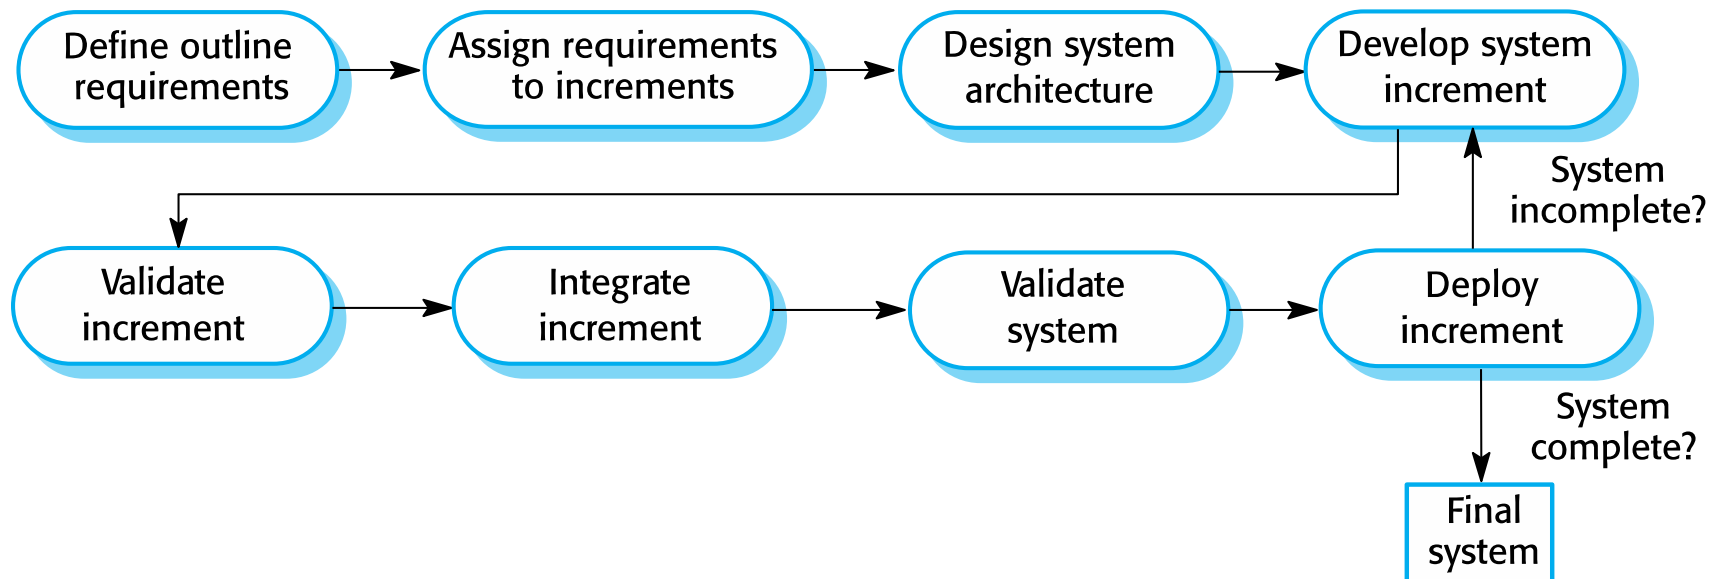 Define outline
requirements
Assign requirements
to increments
Design system
architecture
Develop system
increment
System
incomplete?
Validate
increment
Integrate
increment
Validate
system
Deploy
increment
System
complete?
Final
system